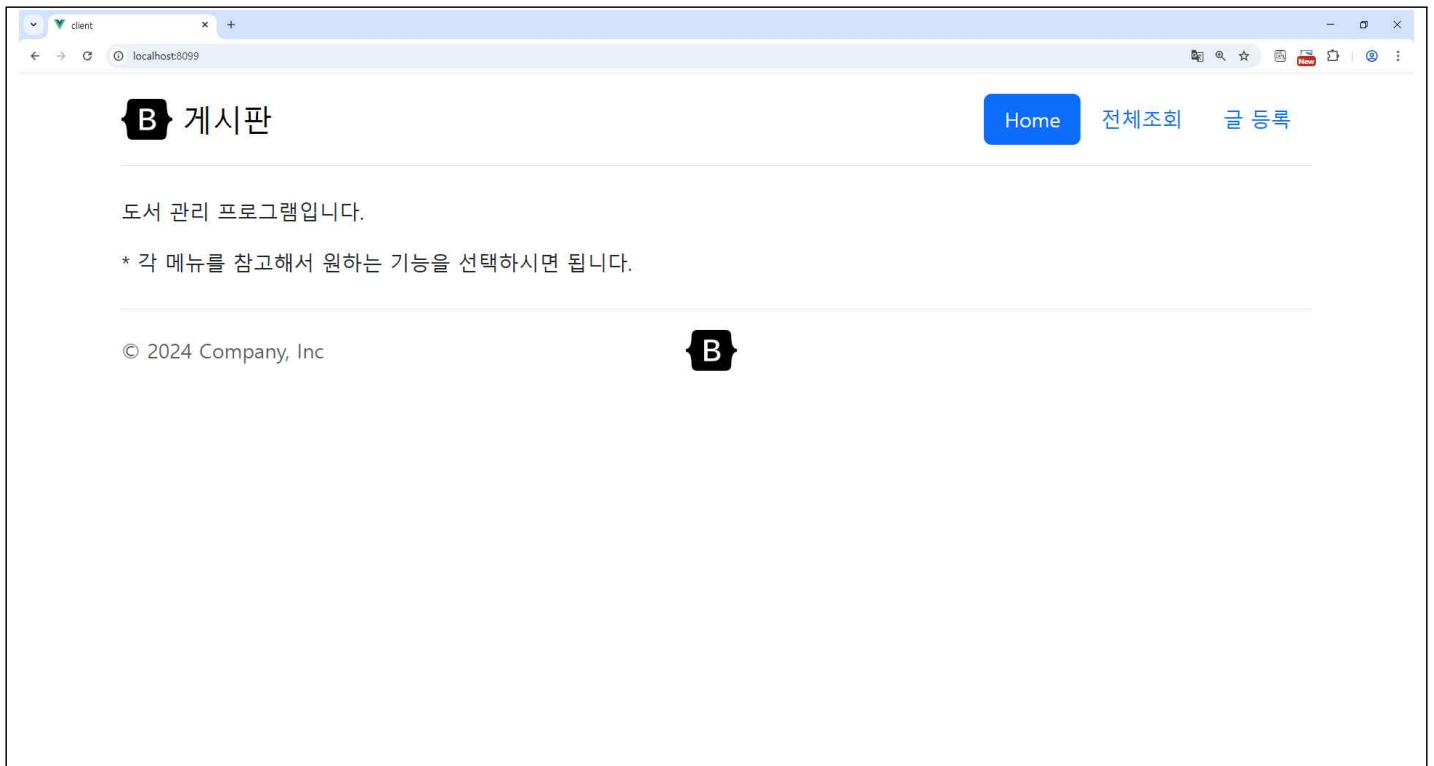 client
localhost:8099
New
B 게시판
Home 전체조회 글 등록
도서 관리 프로그램입니다.
* 각 메뉴를 참고해서 원하는 기능을 선택하시면 됩니다.
© 2024 Company, Inc B